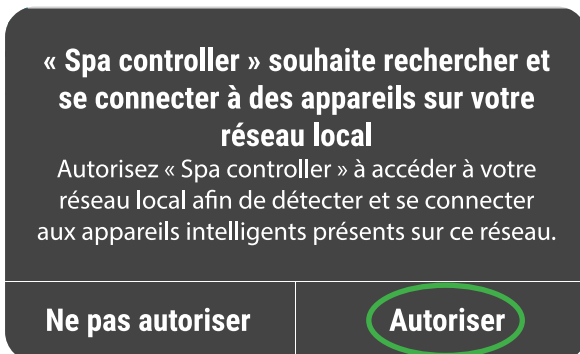 « Spa controller » souhaite rechercher et
se connecter à des appareils sur votre
réseau local
Autorisez « Spa controller » à accéder à votre
réseau local afin de détecter et se connecter
aux appareils intelligents présents sur ce réseau.
Ne pas autoriser
Autoriser